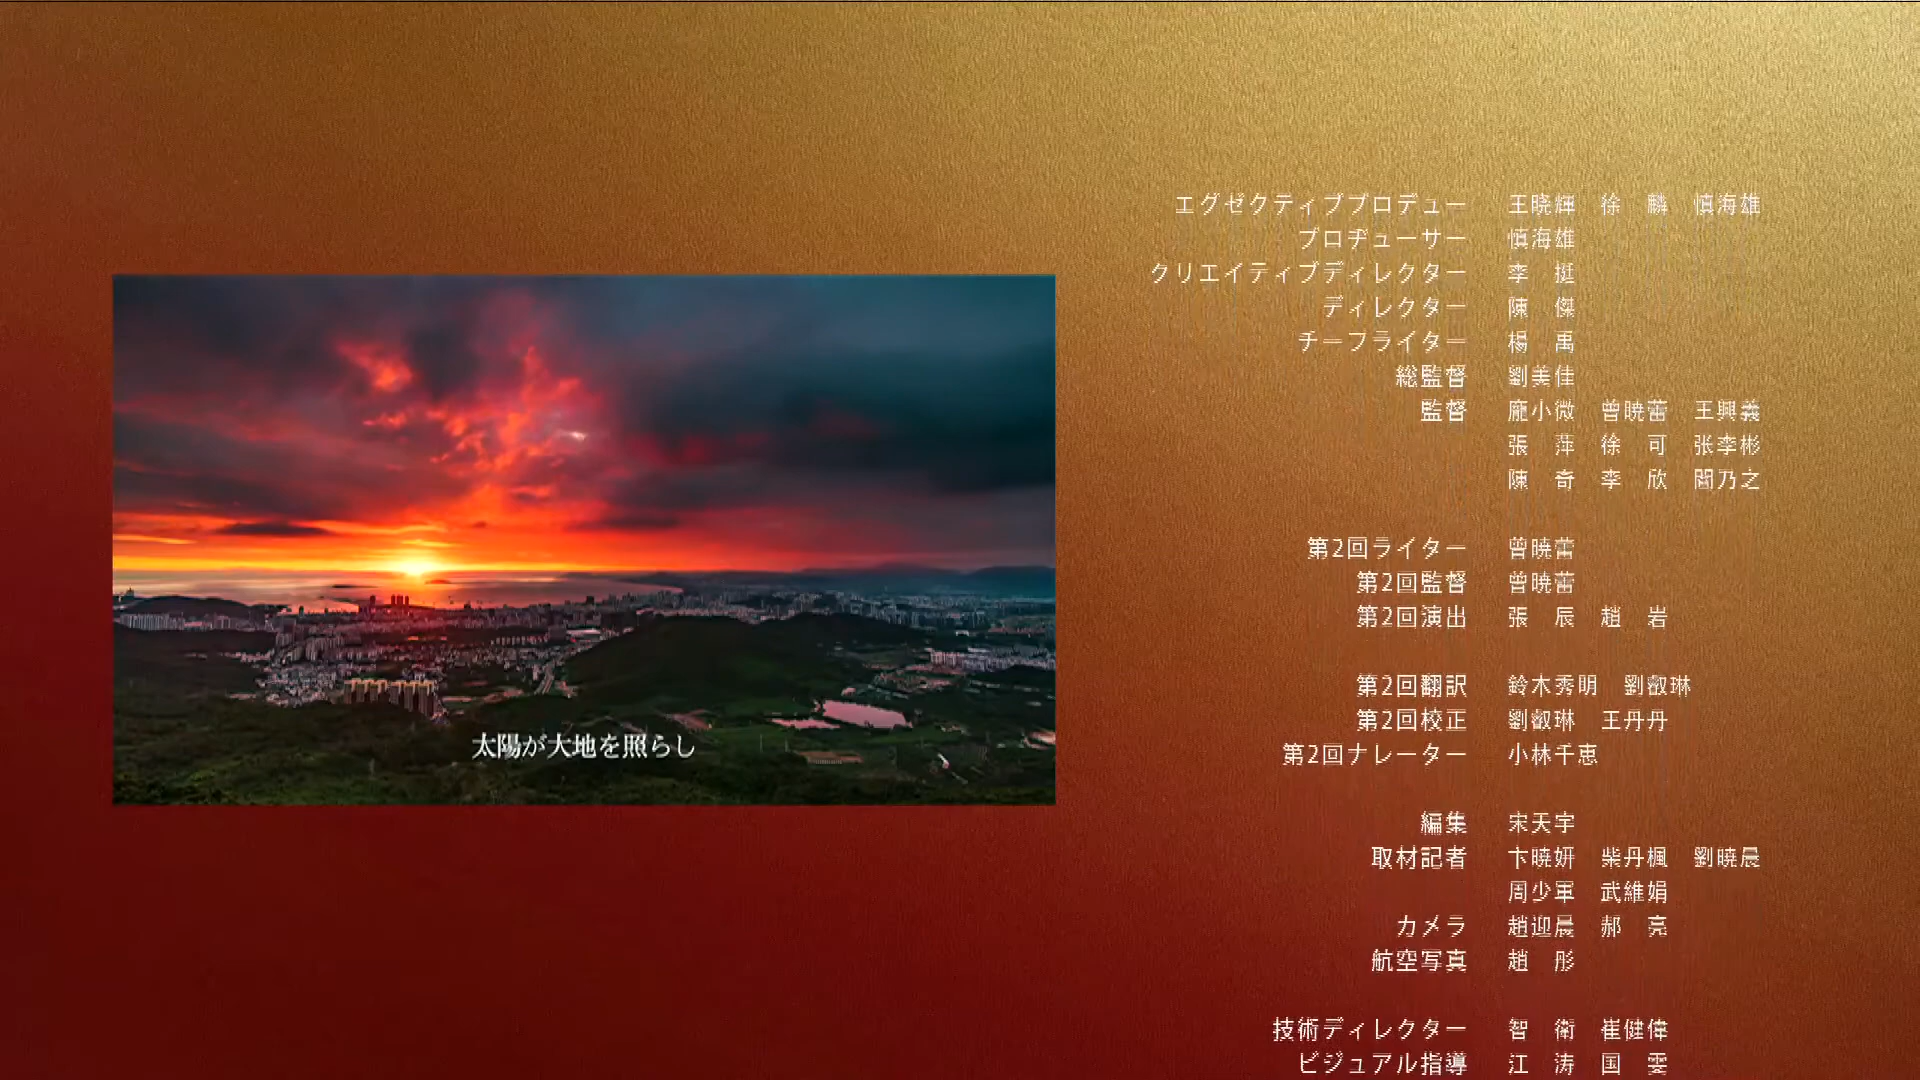 太陽が大地を照らし
エグゼクティブプロデュー　王暁輝　徐　麟　慎海雄
プロヂューサー　慎海雄
クリエイティブディレクター　李　挺
ディレクター　陳　傑
チーフライター　楊　禹
総監督　劉美佳
監督　龐小微　曽暁蕾　王興義
張　萍　徐　可　张李彬
陳　奇　李　欣　閻乃之
第2回ライター　曽暁蕾
第2回監督　曽暁蕾
第2回演出　張　辰　趙　岩
第2回翻訳　鈴木秀明　劉叡琳
第2回校正　劉叡琳　王丹丹
第2回ナレーター　小林千恵
編集　宋天宇
取材記者　卞曉妍　柴丹楓　劉曉晨
周少軍　武維娟
カメラ　趙迎晨　郝　亮
航空写真　趙　彤
技術ディレクター　智　衛　崔健偉
ビジュアル指導　江　涛　国　雯